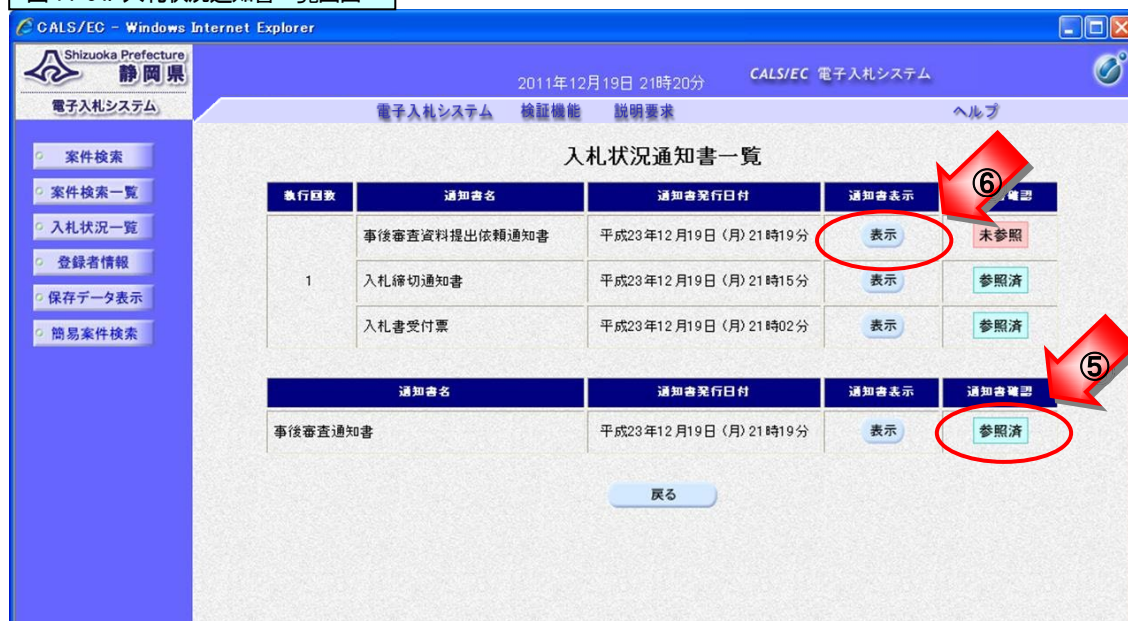 CALS/EC - Windows Internet Explorer
Shizuoka Prefecture
静岡県
電子入札システム
2011年12月19日 21時20分
CALS/EC 電子入札システム
電子入札システム 検証機能 説明要求 ヘルプ
案件検索
案件検索一覧
入札状況一覧
登録者情報
保存データ表示
簡易案件検索
入札状況通知書一覧
執行回数 通知書名 通知書発行日付 通知書表示 確認
⑥
事後審査資料提出依頼通知書 平成23年12月19日（月）21時19分 表示 未参照
1 入札締切通知書 平成23年12月19日（月）21時15分 表示 参照済
入札書受付票 平成23年12月19日（月）21時02分 表示 参照済
⑤
通知書名 通知書発行日付 通知書表示 通知書確認
事後審査通知書 平成23年12月19日（月）21時19分 表示 参照済
戻る